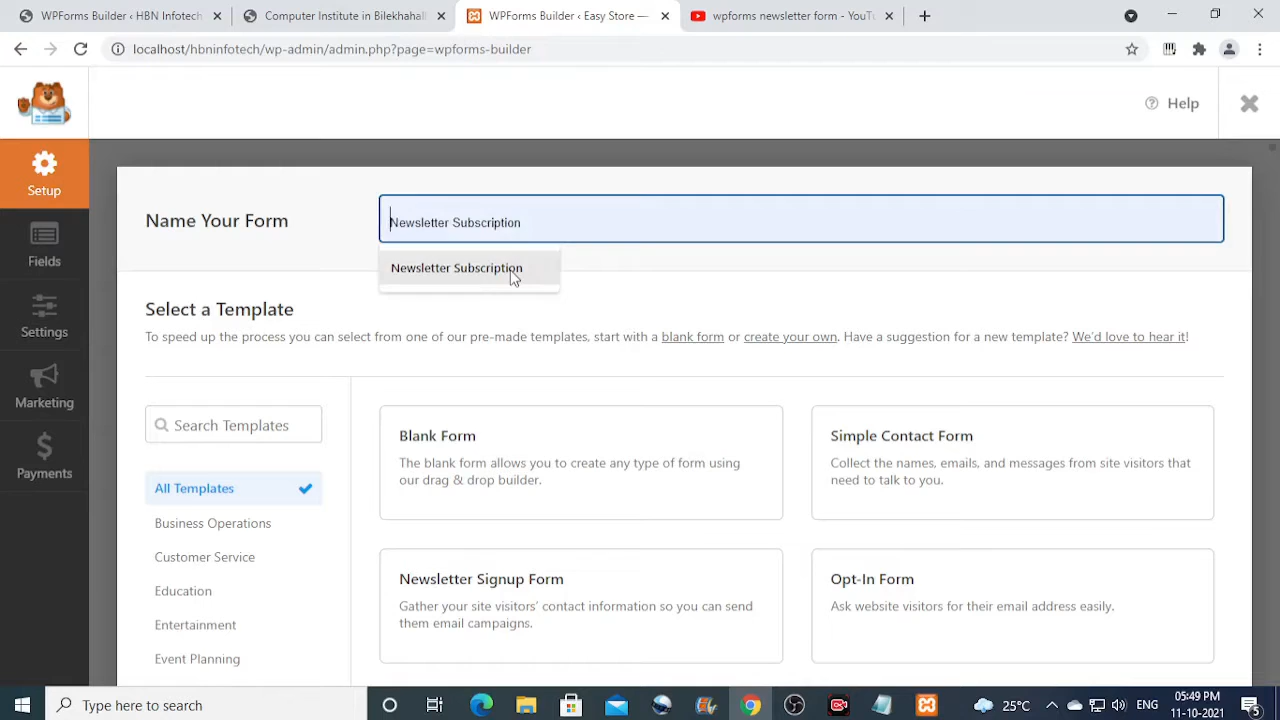 WPForms Builder ‹ HBN Infotech
Computer Institute in Bilekahalli
WPForms Builder ‹ Easy Store —
wpforms newsletter form - YouTu
localhost/hbninfotech/wp-admin/admin.php?page=wpforms-builder
Help
Setup
Fields
Settings
Marketing
Payments
Name Your Form
Newsletter Subscription
Newsletter Subscription
Select a Template
To speed up the process you can select from one of our pre-made templates, start with a blank form or create your own. Have a suggestion for a new template? We'd love to hear it!
Search Templates
All Templates
Business Operations
Customer Service
Education
Entertainment
Event Planning
Blank Form
The blank form allows you to create any type of form using
our drag & drop builder.
Simple Contact Form
Collect the names, emails, and messages from site visitors that
need to talk to you.
Newsletter Signup Form
Gather your site visitors' contact information so you can send
them email campaigns.
Opt-In Form
Ask website visitors for their email address easily.
Type here to search
25°C
ENG
05:49 PM
11-10-2021
5